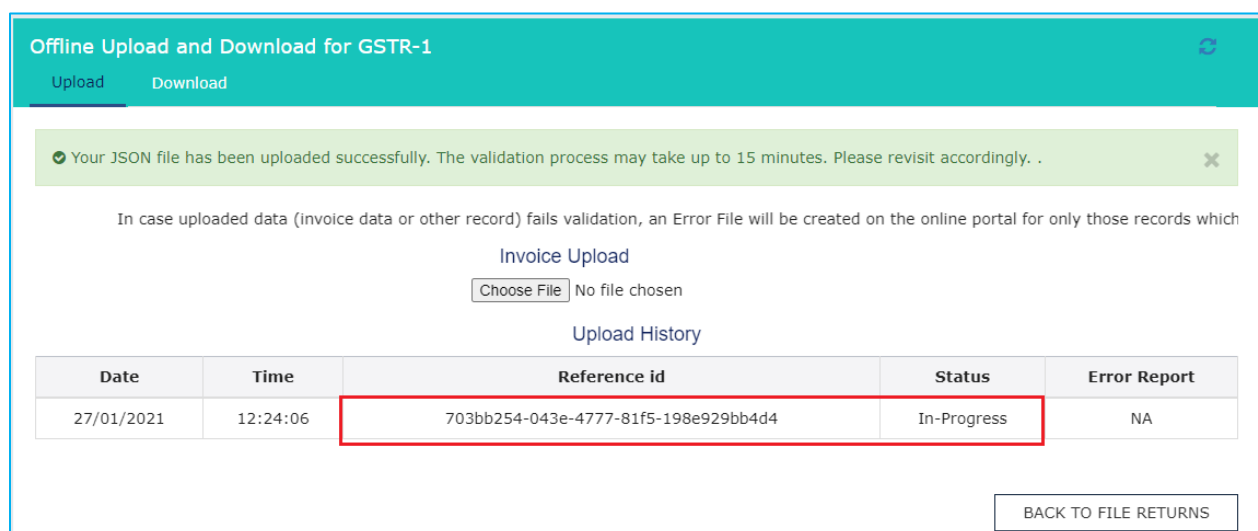 Offline Upload and Download for GSTR-1
Upload Download
Your JSON file has been uploaded successfully. The validation process may take up to 15 minutes. Please revisit accordingly. .
In case uploaded data (invoice data or other record) fails validation, an Error File will be created on the online portal for only those records which
Invoice Upload
Choose File No file chosen
Upload History
Date Time Reference id Status Error Report
27/01/2021 12:24:06 703bb254-043e-4777-81f5-198e929bb4d4 In-Progress NA
BACK TO FILE RETURNS